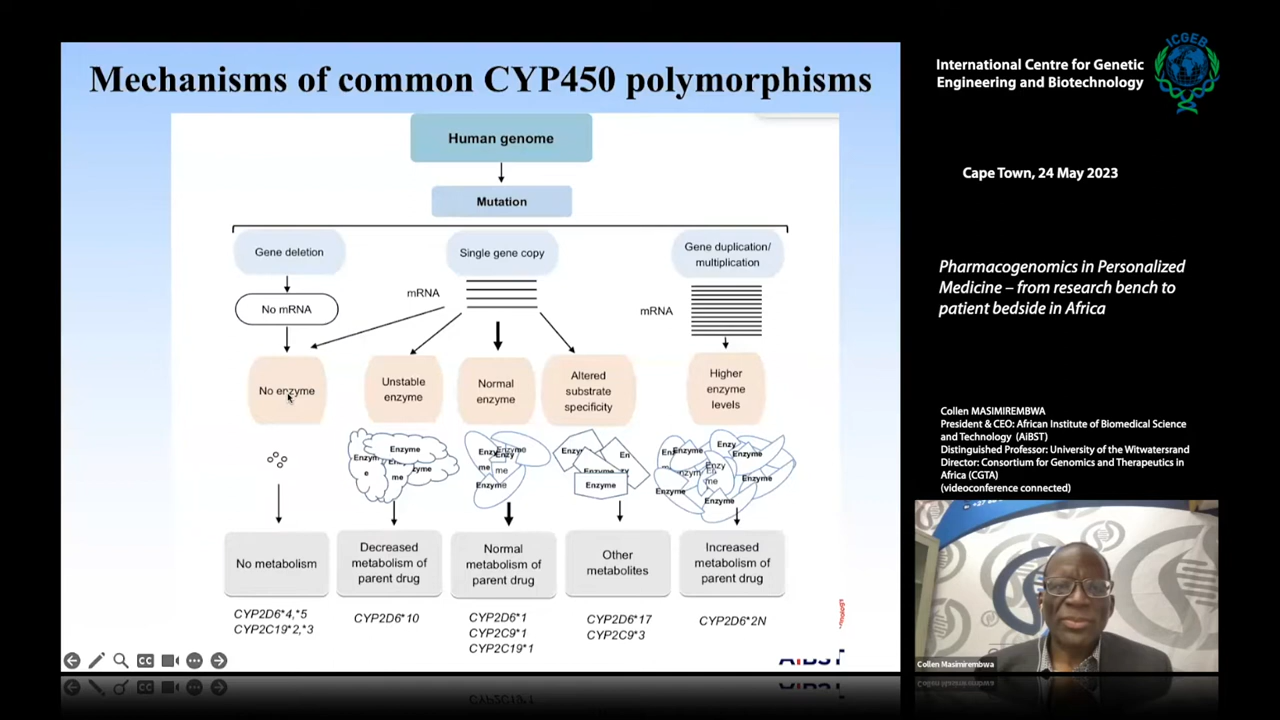 Mechanisms of common CYP450 polymorphisms
Human genome
Mutation
Gene deletion
Single gene copy
Gene duplication/
multiplication
No mRNA
mRNA
mRNA
No enzyme
Unstable
enzyme
Normal
enzyme
Altered
substrate
specificity
Higher
enzyme
levels
Enzyme
me
Enzyme
me
Enzyme
Enzyme
Enzyme
Enzyme
Enzyme
Enzyme
Enzyme
Enzyme
No metabolism
Decreased
metabolism of
parent drug
Normal
metabolism of
parent drug
Other
metabolites
Increased
metabolism of
parent drug
CYP2D6*4,*5
CYP2C19*2,*3
CYP2D6*10
CYP2D6*1
CYP2C9*1
CYP2C19*1
CYP2D6*17
CYP2C9*3
CYP2D6*2N
AiBST
CC
ICGEB
International Centre for Genetic
Engineering and Biotechnology
Cape Town, 24 May 2023
Pharmacogenomics in Personalized
Medicine – from research bench to
patient bedside in Africa
Collen MASIMIREMBWA
President & CEO: African Institute of Biomedical Science
and Technology (AiBST)
Distinguished Professor: University of the Witwatersrand
Director: Consortium for Genomics and Therapeutics in
Africa (CGTA)
(videoconference connected)
Collen Masimirembwa